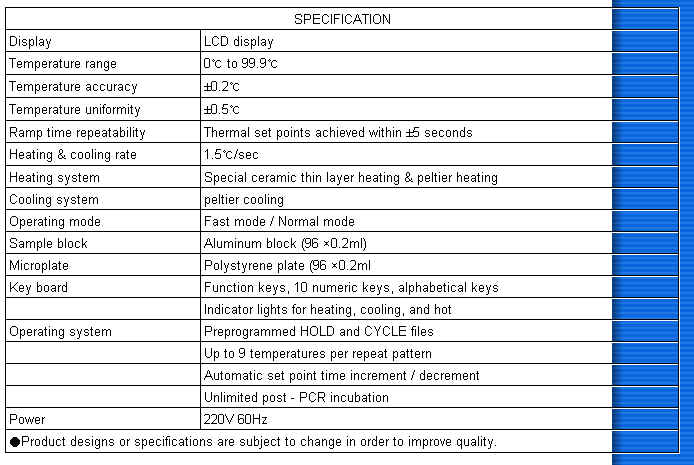 SPECIFICATION
Display LCD display
Temperature range 0℃ to 99.9℃
Temperature accuracy ±0.2℃
Temperature uniformity ±0.5℃
Ramp time repeatability Thermal set points achieved within ±5 seconds
Heating & cooling rate 1.5℃/sec
Heating system Special ceramic thin layer heating & peltier heating
Cooling system peltier cooling
Operating mode Fast mode / Normal mode
Sample block Aluminum block (96 ×0.2ml)
Microplate Polystyrene plate (96 ×0.2ml
Key board Function keys, 10 numeric keys, alphabetical keys
Indicator lights for heating, cooling, and hot
Operating system Preprogrammed HOLD and CYCLE files
Up to 9 temperatures per repeat pattern
Automatic set point time increment / decrement
Unlimited post - PCR incubation
Power 220V 60Hz
●Product designs or specifications are subject to change in order to improve quality.